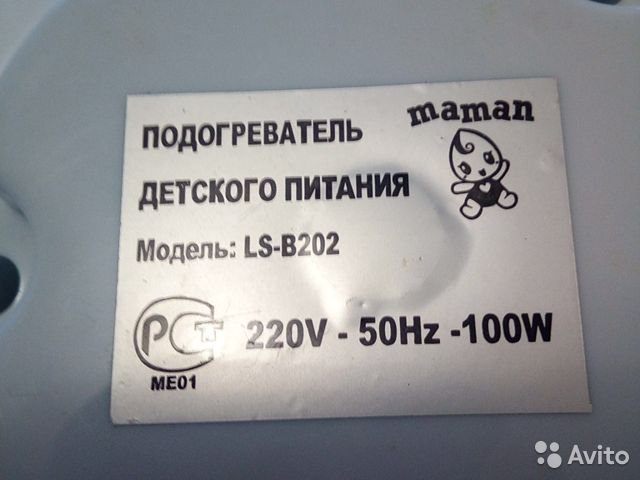 maman
ПОДОГРЕВАТЕЛЬ
ДЕТСКОГО ПИТАНИЯ
Модель: LS-B202
РСТ 220V - 50Hz -100W
ME01
Avito